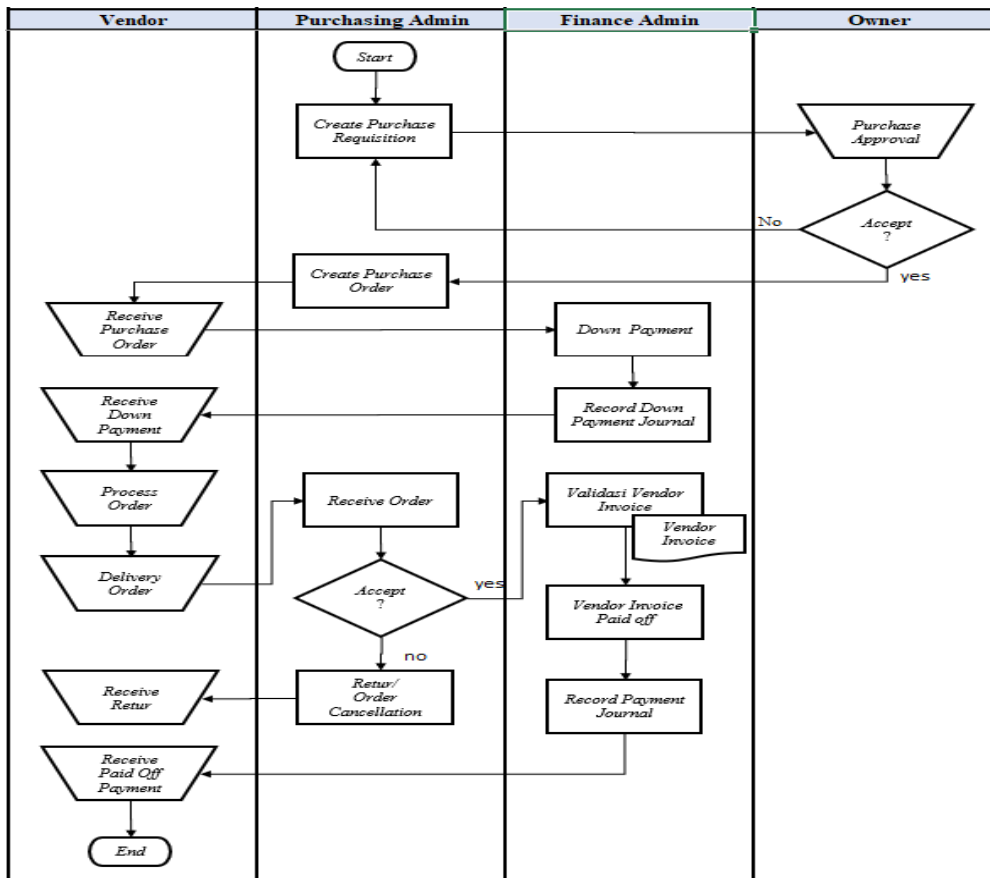 Vendor
Purchasing Admin
Finance Admin
Owner
Start
Create Purchase
Requisition
Purchase
Approval
Accept
?
No
yes
Create Purchase
Order
Receive
Purchase
Order
Down Payment
Receive
Down
Payment
Record Down
Payment Journal
Process
Order
Receive Order
Validasi Vendor
Invoice
Vendor
Invoice
Delivery
Order
Accept
?
yes
no
Vendor Invoice
Paid off
Receive
Retur
Retur/
Order
Cancellation
Record Payment
Journal
Receive
Paid Off
Payment
End